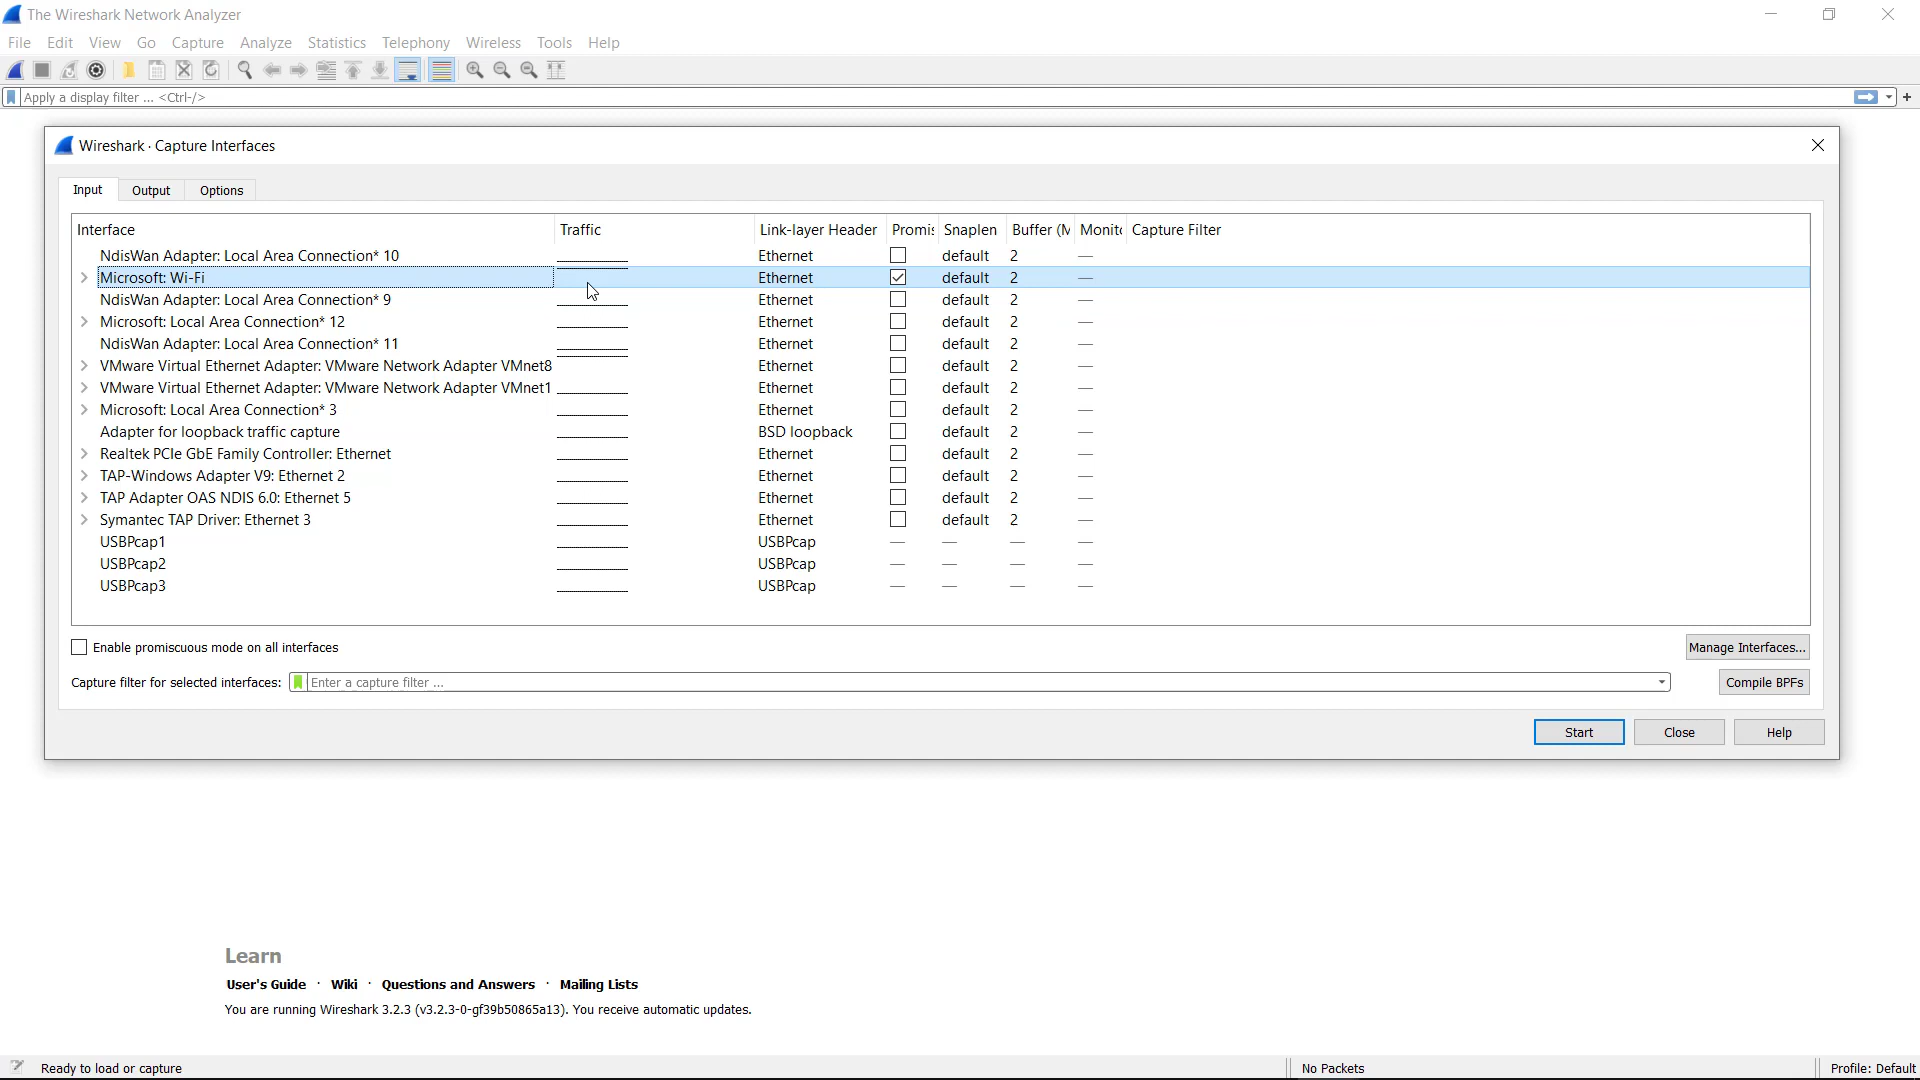 The Wireshark Network Analyzer
File Edit View Go Capture Analyze Statistics Telephony Wireless Tools Help
Apply a display filter ... <Ctrl-/>
Wireshark · Capture Interfaces
Input Output Options
Interface Traffic Link-layer Header Promis Snaplen Buffer (M Monito Capture Filter
NdisWan Adapter: Local Area Connection* 10 Ethernet default 2 —
Microsoft: Wi-Fi Ethernet default 2 —
NdisWan Adapter: Local Area Connection* 9 Ethernet default 2 —
Microsoft: Local Area Connection* 12 Ethernet default 2 —
NdisWan Adapter: Local Area Connection* 11 Ethernet default 2 —
VMware Virtual Ethernet Adapter: VMware Network Adapter VMnet8 Ethernet default 2 —
VMware Virtual Ethernet Adapter: VMware Network Adapter VMnet1 Ethernet default 2 —
Microsoft: Local Area Connection* 3 Ethernet default 2 —
Adapter for loopback traffic capture BSD loopback default 2 —
Realtek PCIe GbE Family Controller: Ethernet Ethernet default 2 —
TAP-Windows Adapter V9: Ethernet 2 Ethernet default 2 —
TAP Adapter OAS NDIS 6.0: Ethernet 5 Ethernet default 2 —
Symantec TAP Driver: Ethernet 3 Ethernet default 2 —
USBPcap1 USBPcap — — — —
USBPcap2 USBPcap — — — —
USBPcap3 USBPcap — — — —
Enable promiscuous mode on all interfaces Manage Interfaces...
Capture filter for selected interfaces: Enter a capture filter ... Compile BPFs
Start Close Help
Learn
User's Guide · Wiki · Questions and Answers · Mailing Lists
You are running Wireshark 3.2.3 (v3.2.3-0-gf39b50865a13). You receive automatic updates.
Ready to load or capture No Packets Profile: Default